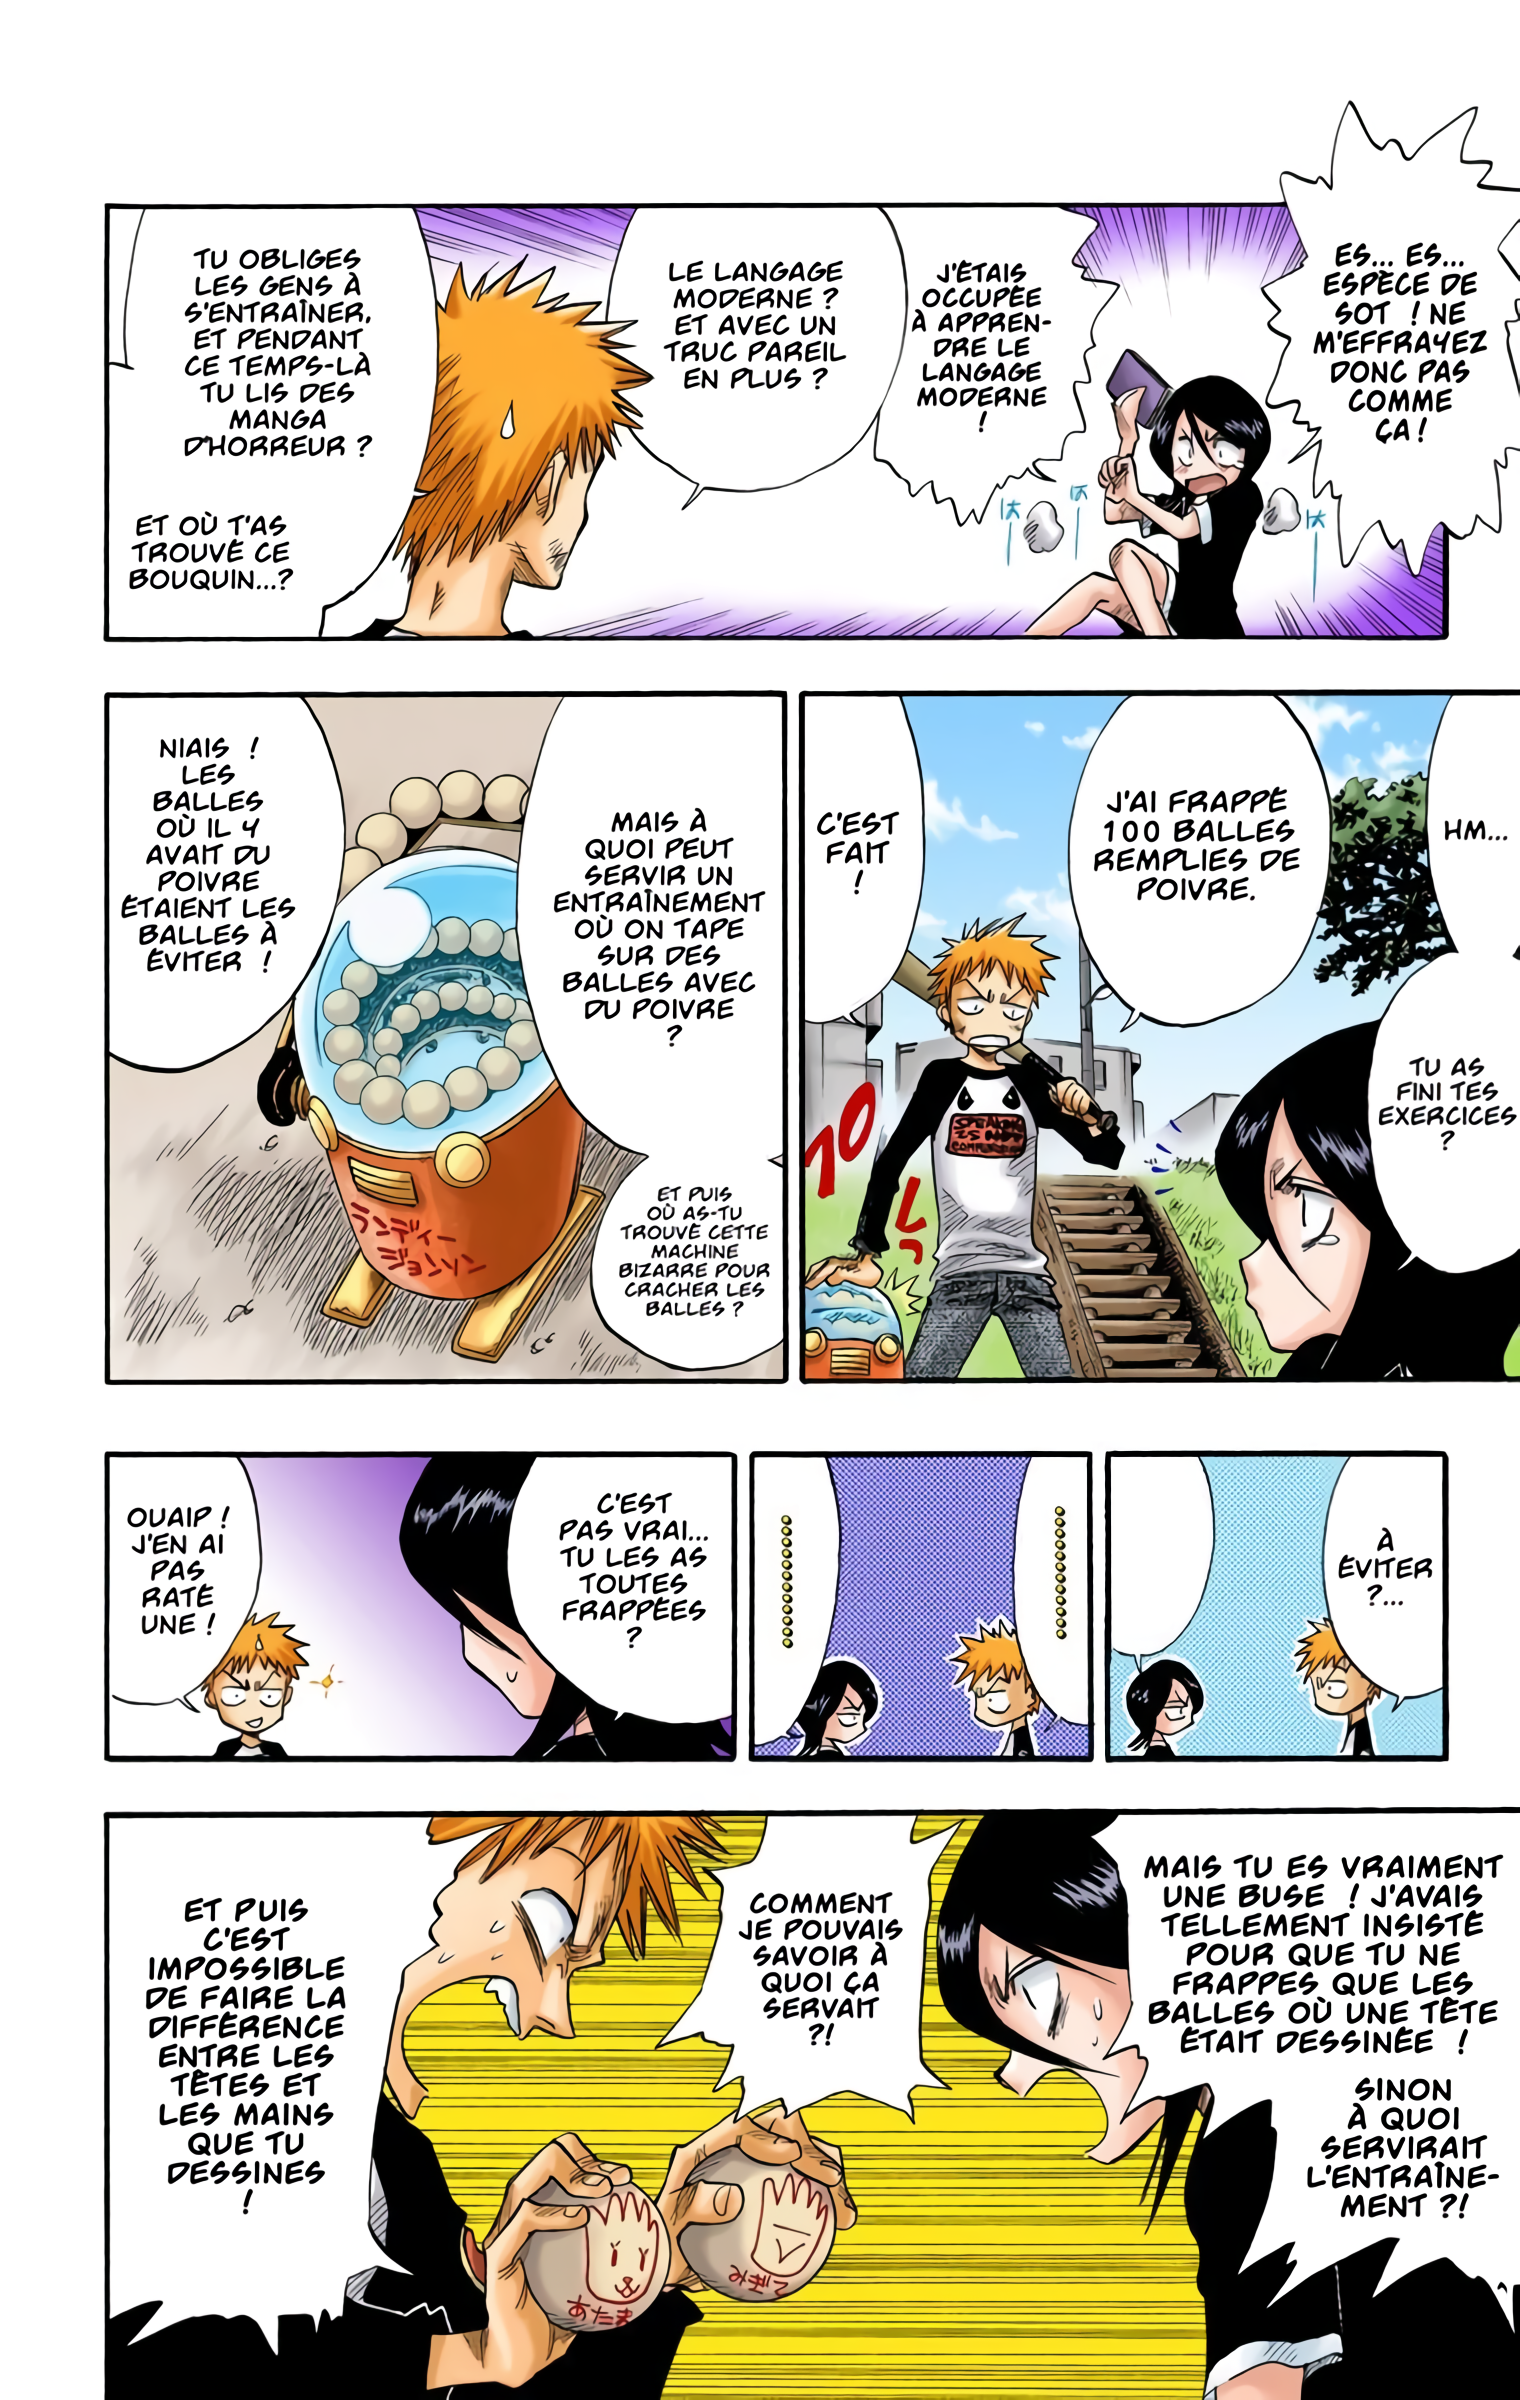 ES... ES...
ESPÈCE DE
SOT ! NE
M'EFFRAYEZ
DONC PAS
COMME
ÇA !
J'ÉTAIS
OCCUPÉE
À APPREN-
DRE LE
LANGAGE
MODERNE
!
LE LANGAGE
MODERNE ?
ET AVEC UN
TRUC PAREIL
EN PLUS ?
TU OBLIGES
LES GENS À
S'ENTRAÎNER,
ET PENDANT
CE TEMPS-LÀ
TU LIS DES
MANGA
D'HORREUR ?
ET OÙ T'AS
TROUVÉ CE
BOUQUIN...?
HM...
TU AS
FINI TES
EXERCICES
?
J'AI FRAPPÉ
100 BALLES
REMPLIES DE
POIVRE.
C'EST
FAIT
!
MAIS À
QUOI PEUT
SERVIR UN
ENTRAÎNEMENT
OÙ ON TAPE
SUR DES
BALLES AVEC
DU POIVRE
?
ET PUIS
OÙ AS-TU
TROUVÉ CETTE
MACHINE
BIZARRE POUR
CRACHER LES
BALLES ?
ランディー
ジョンソン
NIAIS !
LES
BALLES
OÙ IL Y
AVAIT DU
POIVRE
ÉTAIENT LES
BALLES À
ÉVITER !
À
ÉVITER
?...
C'EST
PAS VRAI...
TU LES AS
TOUTES
FRAPPÉES
?
OUAIP !
J'EN AI
PAS
RATÉ
UNE !
MAIS TU ES VRAIMENT
UNE BUSE ! J'AVAIS
TELLEMENT INSISTÉ
POUR QUE TU NE
FRAPPES QUE LES
BALLES OÙ UNE TÊTE
ÉTAIT DESSINÉE !
SINON
À QUOI
SERVIRAIT
L'ENTRAÎNE-
MENT ?!
COMMENT
JE POUVAIS
SAVOIR À
QUOI ÇA
SERVAIT
?!
みぎて
あたま
ET PUIS
C'EST
IMPOSSIBLE
DE FAIRE LA
DIFFÉRENCE
ENTRE LES
TÊTES ET
LES MAINS
QUE TU
DESSINES
!